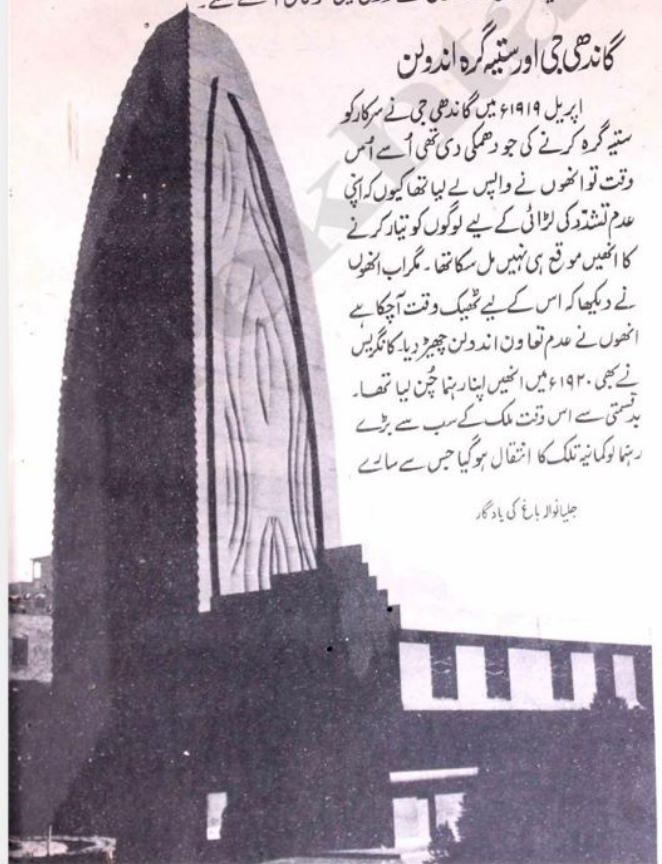 گاندھی جی اور ستیہ گرہ اندولن
اپریل ۱۹۱۹ء میں گاندھی جی نے سرکار کو
ستیہ گرہ کرنے کی جو دھمکی دی تھی اُسے اُس
وقت تو انھوں نے واپس لے لیا تھا کیوں کہ اپنی
عدم تشدّد کی لڑائی کے لیے لوگوں کو تیار کرنے
کا انھیں موقع ہی نہیں مل سکا تھا۔ مگر اب انھوں
نے دیکھا کہ اس کے لیے ٹھیک وقت آچکا ہے
انھوں نے عدم تعاون اندولن چھیڑ دیا۔ کانگریس
نے بھی ۱۹۲۰ء میں انھیں اپنا رہنما چُن لیا تھا۔
بدقسمتی سے اس وقت ملک کے سب سے بڑے
رہنما لوکمانیہ تلک کا انتقال ہوگیا جس سے سارے
جلیانوالا باغ کی یادگار